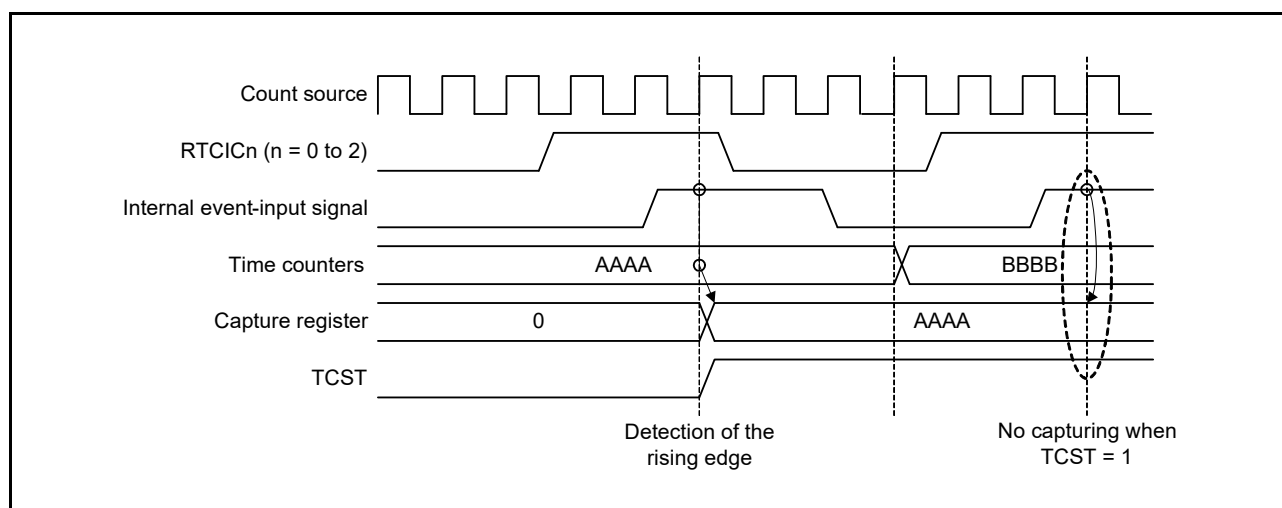 Count source
RTCICn (n = 0 to 2)
Internal event-input signal
Time counters
AAAA
BBBB
Capture register
0
AAAA
TCST
Detection of the
rising edge
No capturing when
TCST = 1